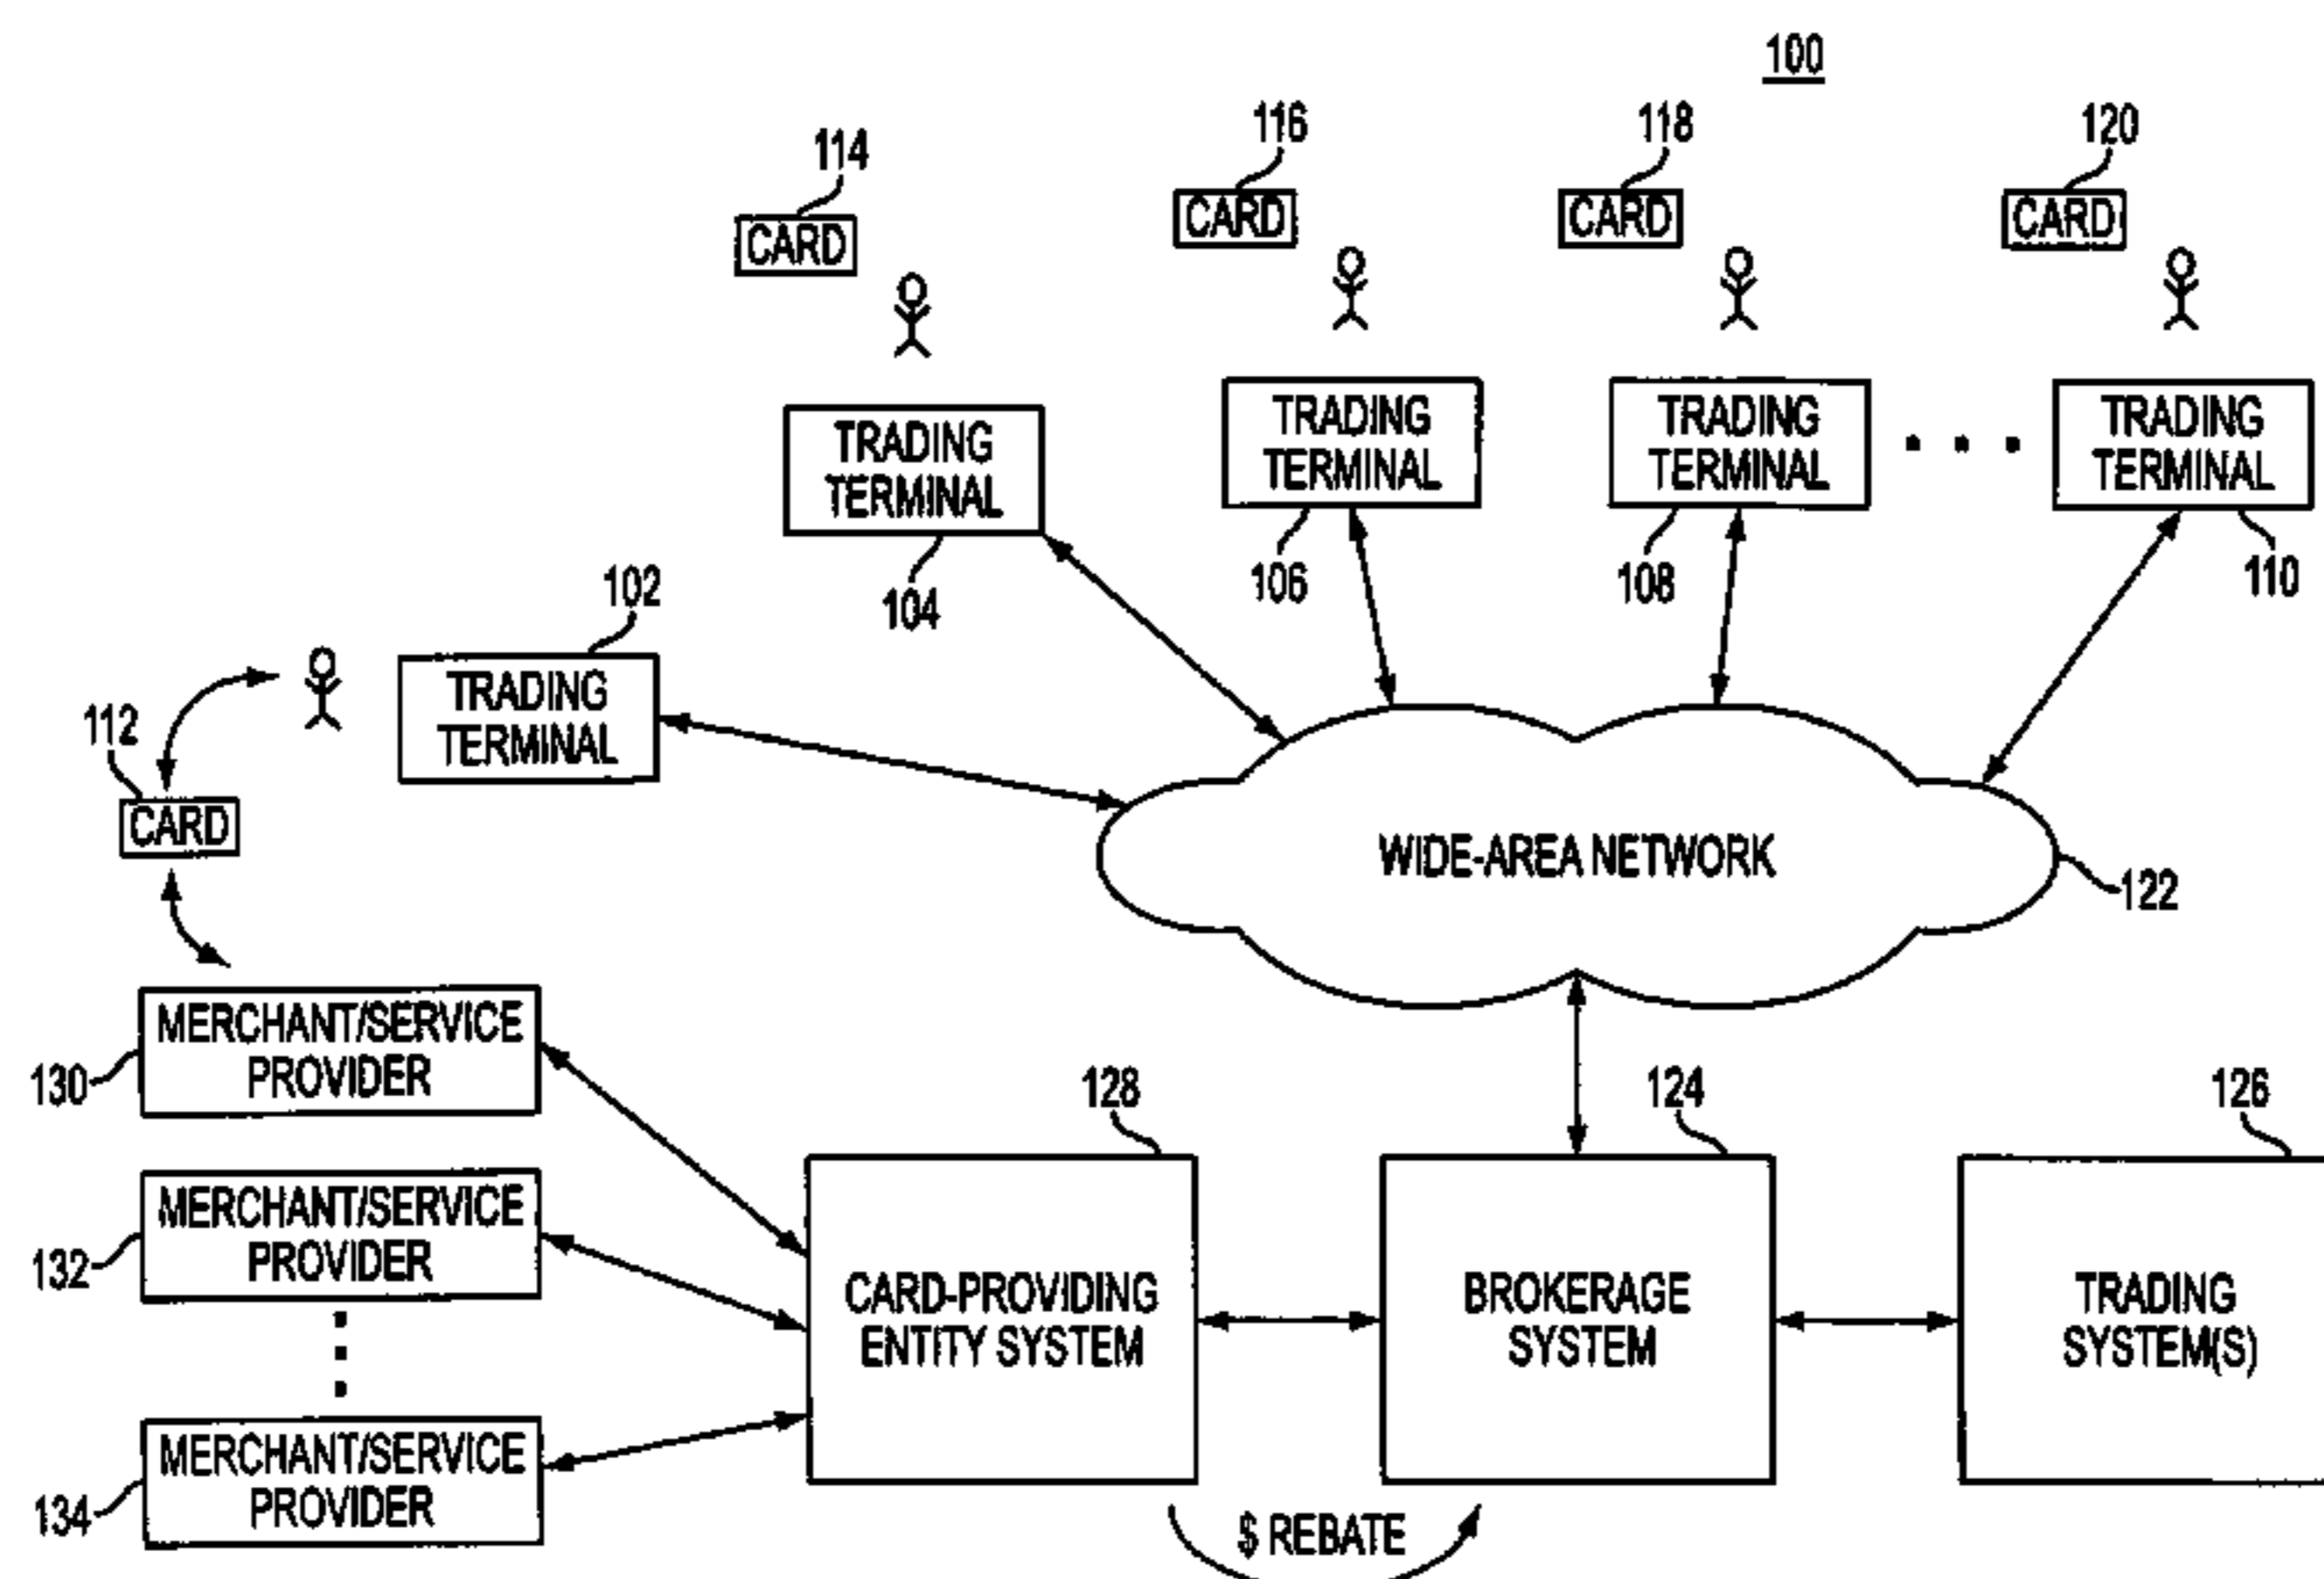 100
114
116
118
120
CARD
CARD
CARD
CARD
TRADING
TERMINAL
TRADING
TERMINAL
TRADING
TERMINAL
TRADING
TERMINAL
104
106
108
110
102
TRADING
TERMINAL
112
CARD
WIDE-AREA NETWORK
122
MERCHANT/SERVICE
PROVIDER
130
MERCHANT/SERVICE
PROVIDER
132
MERCHANT/SERVICE
PROVIDER
134
128
CARD-PROVIDING
ENTITY SYSTEM
124
BROKERAGE
SYSTEM
126
TRADING
SYSTEM(S)
$ REBATE